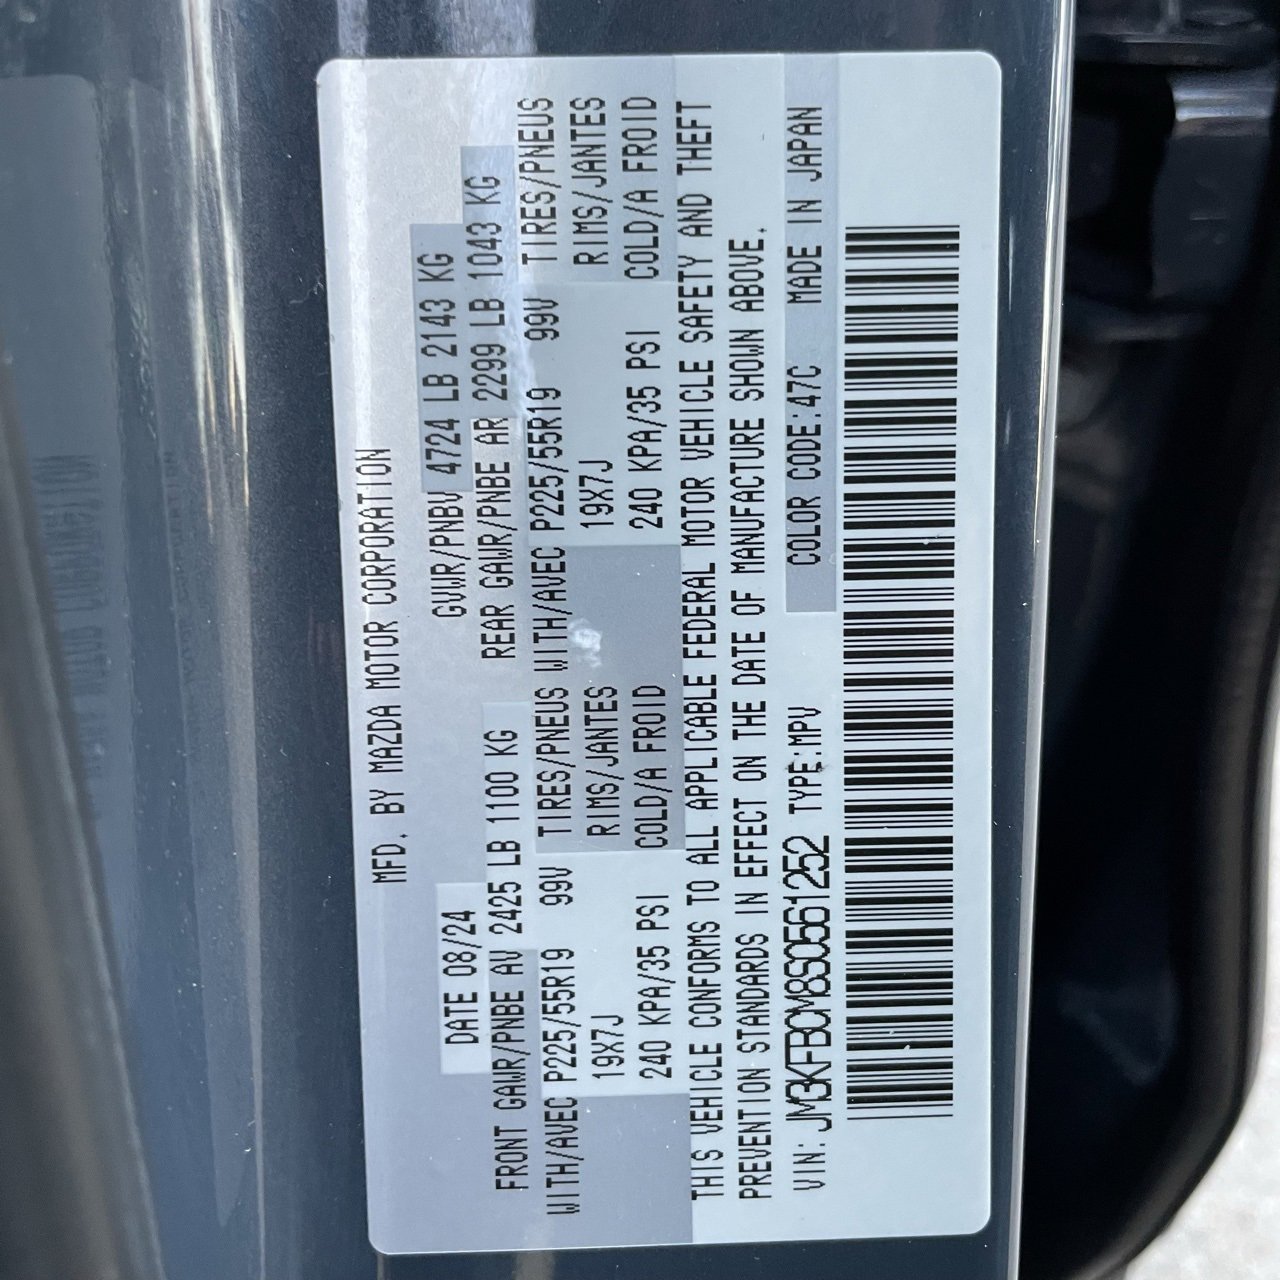 MFD. BY MAZDA MOTOR CORPORATION
DATE 08/24 GVWR/PNBV 4724 LB 2143 KG
FRONT GAWR/PNBE AV 2425 LB 1100 KG REAR GAWR/PNBE AR 2299 LB 1043 KG
WITH/AVEC P225/55R19 99V TIRES/PNEUS WITH/AVEC P225/55R19 99V TIRES/PNEUS
19X7J RIMS/JANTES 19X7J RIMS/JANTES
240 KPA/35 PSI COLD/A FROID 240 KPA/35 PSI COLD/A FROID
THIS VEHICLE CONFORMS TO ALL APPLICABLE FEDERAL MOTOR VEHICLE SAFETY AND THEFT
PREVENTION STANDARDS IN EFFECT ON THE DATE OF MANUFACTURE SHOWN ABOVE.
VIN: JM3KFBCM8S0561252 TYPE:MPV COLOR CODE:47C MADE IN JAPAN